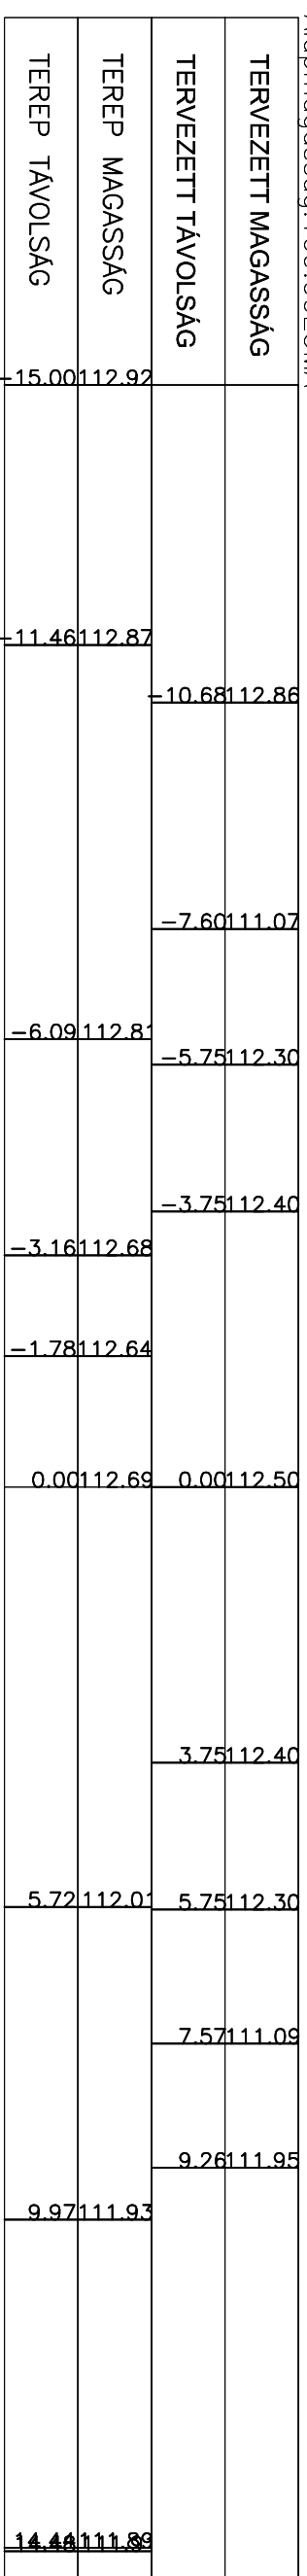 TERVEZETT MAGASSÁG
TERVEZETT TÁVOLSÁG
TEREP MAGASSÁG
TEREP TÁVOLSÁG
-15.00 112.92
-11.46 112.87
-10.68 112.86
-7.60 111.07
-6.09 112.81
-5.75 112.30
-3.75 112.40
-3.16 112.68
-1.78 112.64
0.00 112.69 0.00 112.50
3.75 112.40
5.72 112.01 5.75 112.30
7.57 111.09
9.26 111.95
9.97 111.93